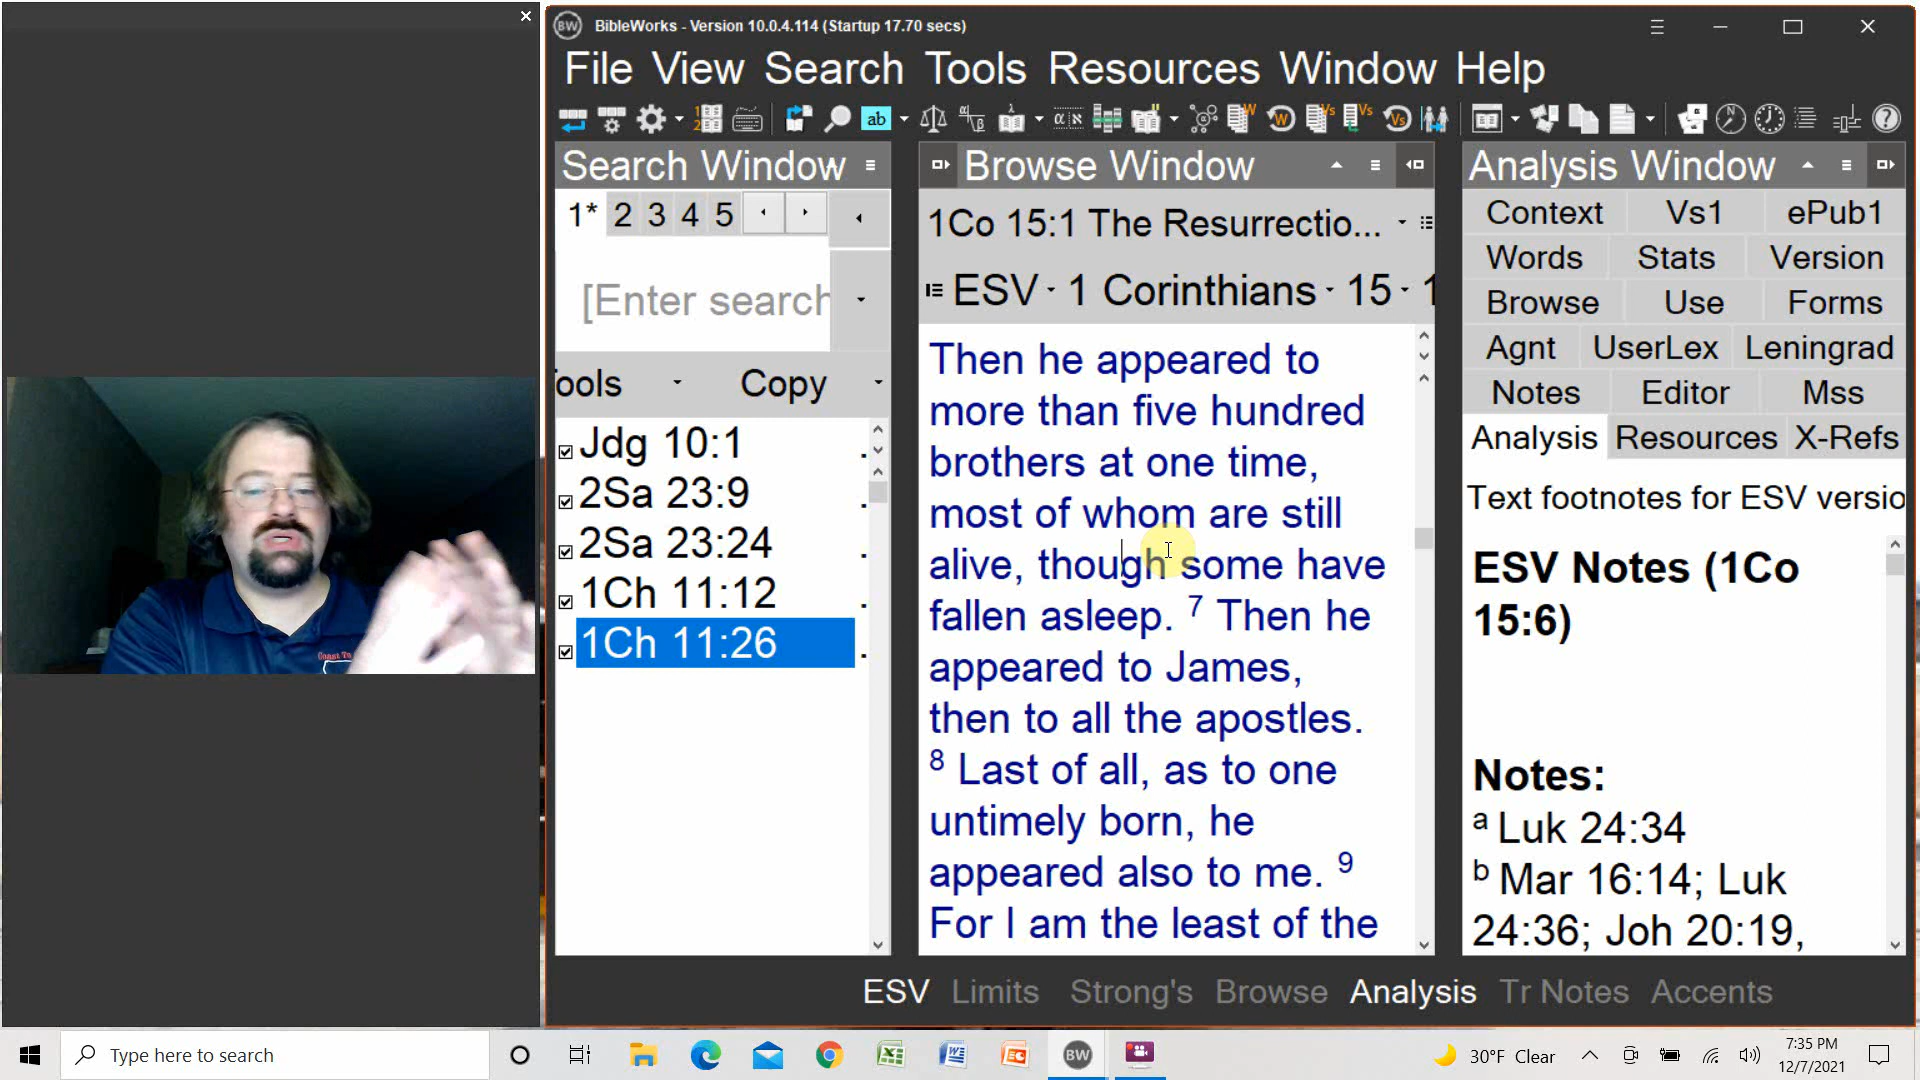 BW BibleWorks - Version 10.0.4.114 (Startup 17.70 secs)
File View Search Tools Resources Window Help
Search Window
1* 2 3 4 5
[Enter search
ools Copy
Jdg 10:1 .
2Sa 23:9 .
2Sa 23:24 .
1Ch 11:12 .
1Ch 11:26 .
Browse Window
1Co 15:1 The Resurrectio...
ESV 1 Corinthians 15 1
Then he appeared to
more than five hundred
brothers at one time,
most of whom are still
alive, though some have
fallen asleep. 7 Then he
appeared to James,
then to all the apostles.
8 Last of all, as to one
untimely born, he
appeared also to me. 9
For I am the least of the
Analysis Window
Context Vs1 ePub1
Words Stats Version
Browse Use Forms
Agnt UserLex Leningrad
Notes Editor Mss
Analysis Resources X-Refs
Text footnotes for ESV versio
ESV Notes (1Co
15:6)
Notes:
a Luk 24:34
b Mar 16:14; Luk
24:36; Joh 20:19,
ESV Limits Strong's Browse Analysis Tr Notes Accents
Type here to search
BW
30°F Clear
7:35 PM
12/7/2021